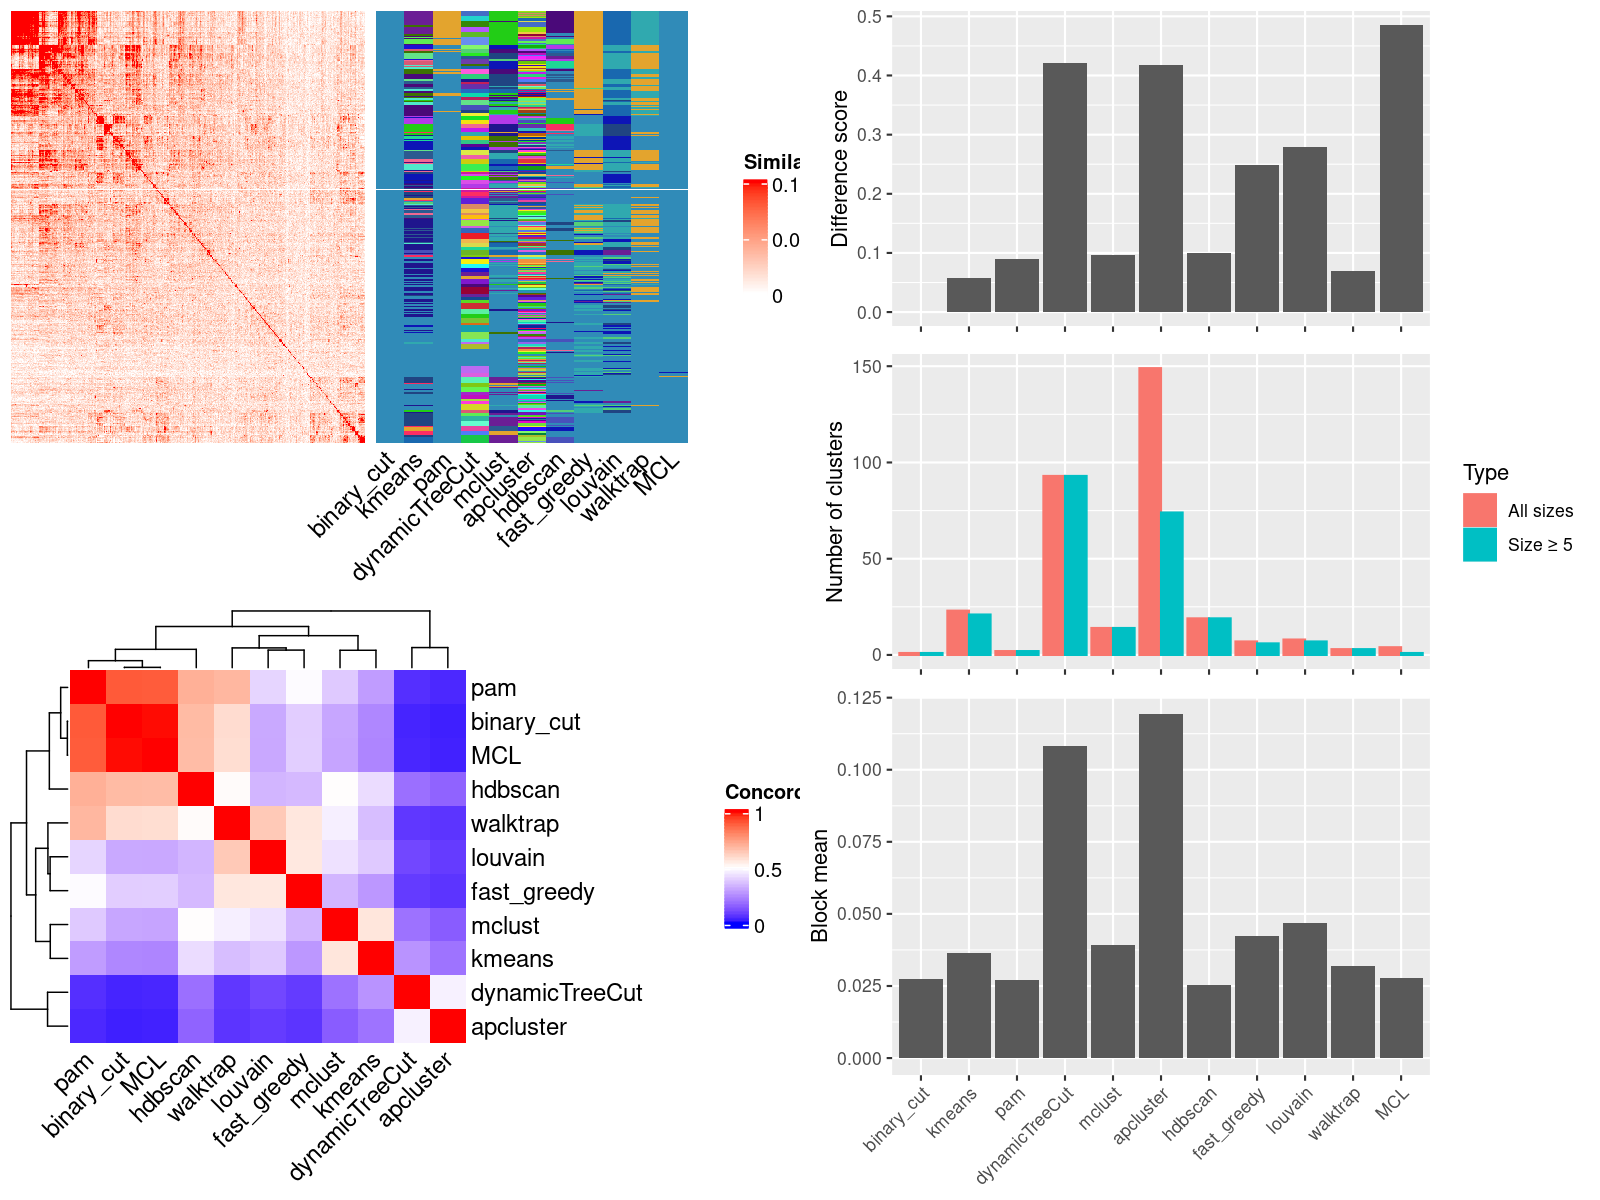 Simila
0.1
0.0
0
binary_cut
kmeans
pam
dynamicTreeCut
mclust
apcluster
hdbscan
fast_greedy
louvain
walktrap
MCL
pam
binary_cut
MCL
hdbscan
walktrap
louvain
fast_greedy
mclust
kmeans
dynamicTreeCut
apcluster
pam
binary_cut
MCL
hdbscan
walktrap
louvain
fast_greedy
mclust
kmeans
dynamicTreeCut
apcluster
Concord
1
0.5
0
Difference score
0.5
0.4
0.3
0.2
0.1
0.0
Number of clusters
150
100
50
0
Type
All sizes
Size ≥ 5
Block mean
0.125
0.100
0.075
0.050
0.025
0.000
binary_cut
kmeans
pam
dynamicTreeCut
mclust
apcluster
hdbscan
fast_greedy
louvain
walktrap
MCL